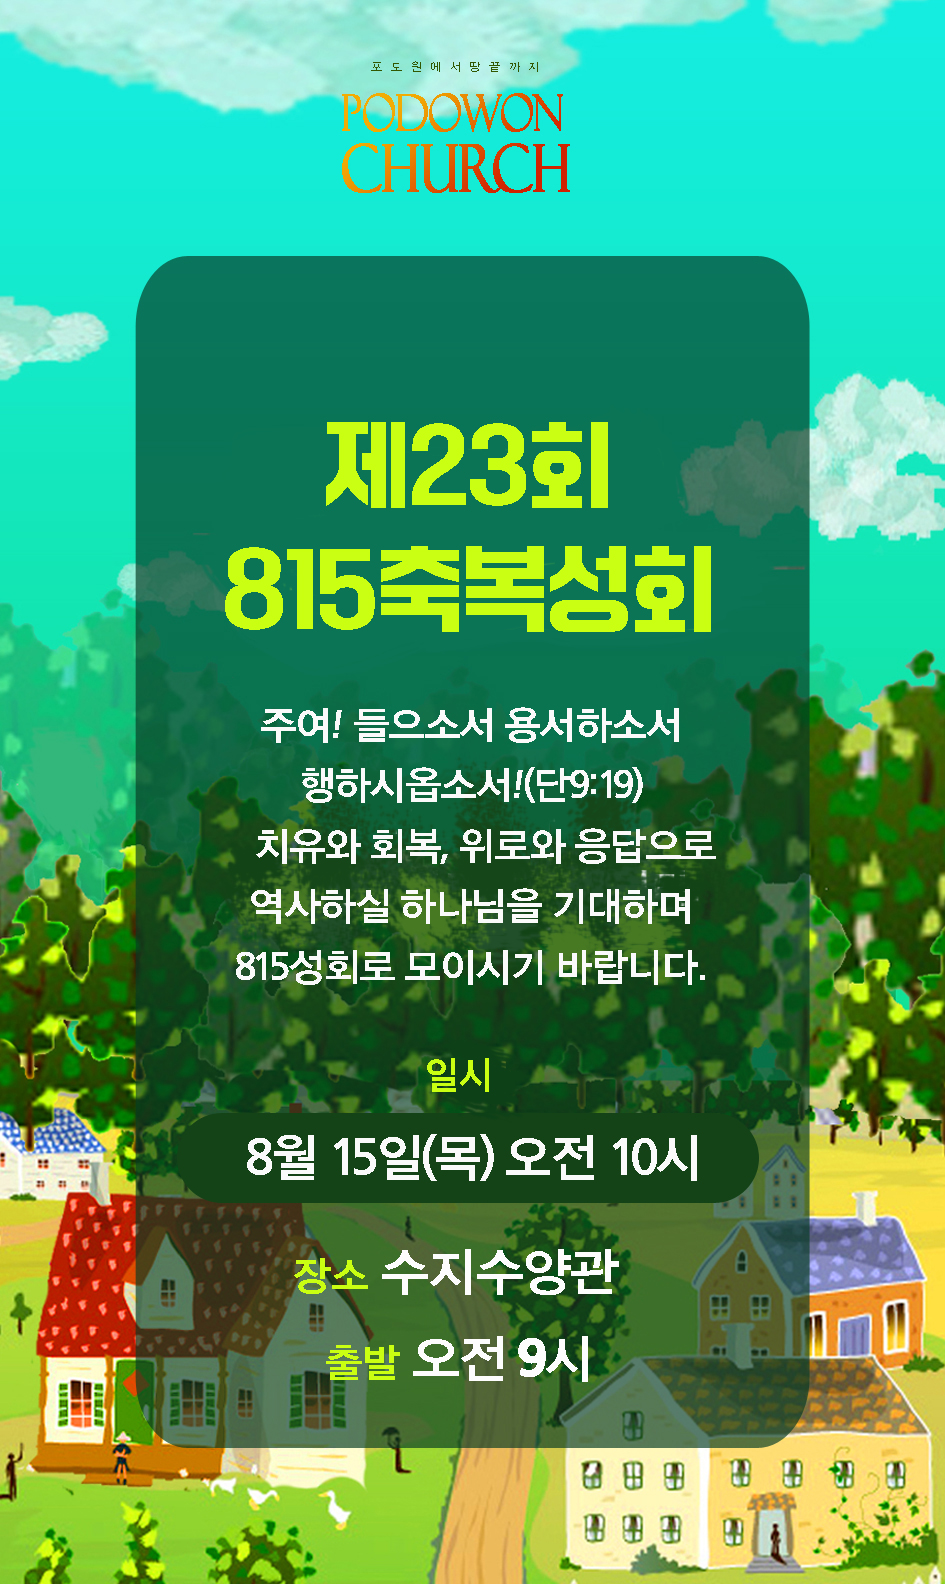 포도원에서땅끝까지
PODOWON
CHURCH
제23회
815축복성회
주여! 들으소서 용서하소서
행하시옵소서!(단9:19)
치유와 회복, 위로와 응답으로
역사하실 하나님을 기대하며
815성회로 모이시기 바랍니다.
일시
8월 15일(목) 오전 10시
장소 수지수양관
출발 오전 9시